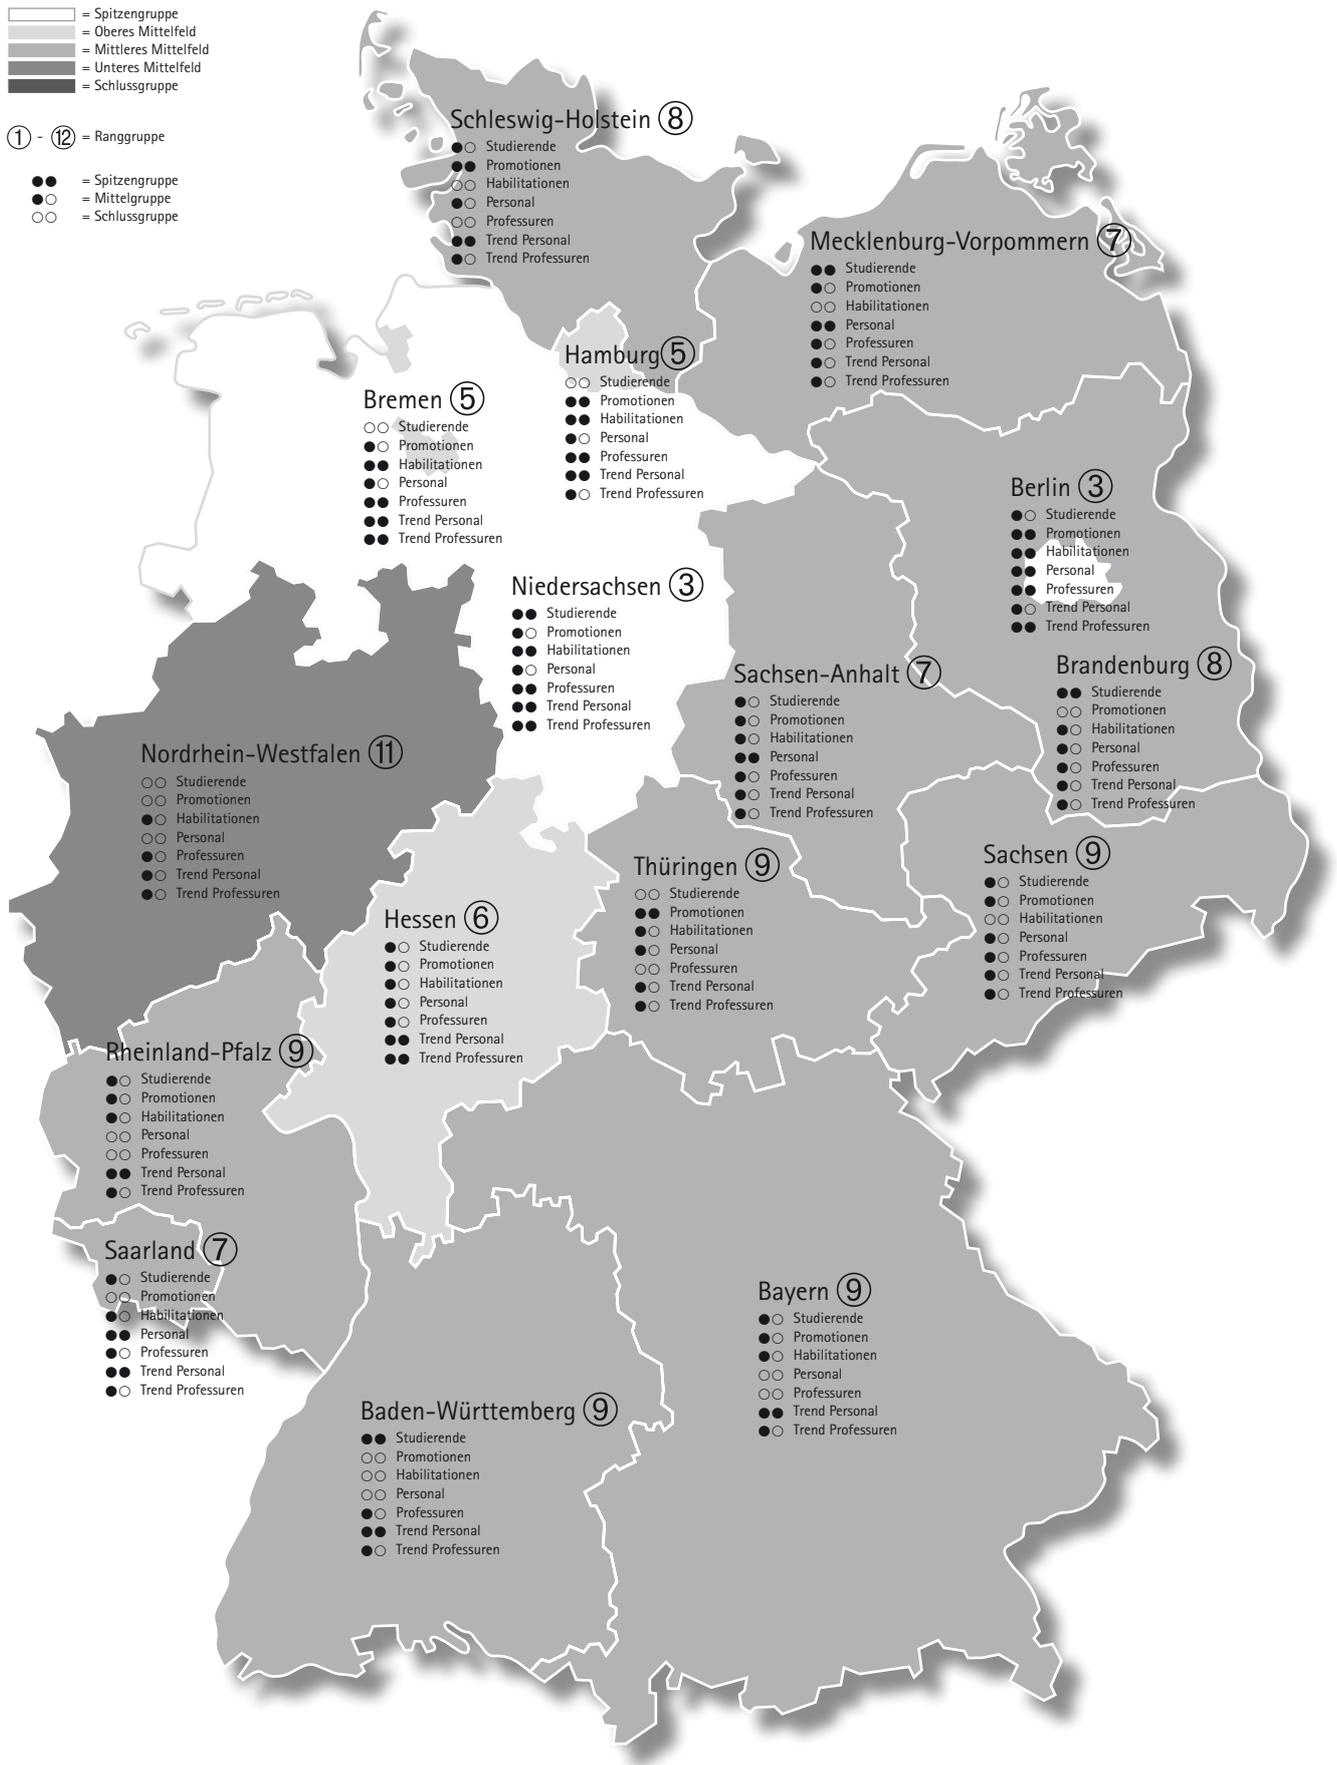 = Spitzengruppe
= Oberes Mittelfeld
= Mittleres Mittelfeld
= Unteres Mittelfeld
= Schlussgruppe
① - ⑫ = Ranggruppe
●● = Spitzengruppe
●○ = Mittelgruppe
○○ = Schlussgruppe
Schleswig-Holstein ⑧
●○ Studierende
●● Promotionen
○○ Habilitationen
●○ Personal
○○ Professuren
●● Trend Personal
●○ Trend Professuren
Mecklenburg-Vorpommern ⑦
●● Studierende
●○ Promotionen
○○ Habilitationen
●● Personal
●○ Professuren
●○ Trend Personal
●○ Trend Professuren
Hamburg ⑤
○○ Studierende
●● Promotionen
●● Habilitationen
●○ Personal
●● Professuren
●● Trend Personal
●○ Trend Professuren
Bremen ⑤
○○ Studierende
●○ Promotionen
●● Habilitationen
●○ Personal
●● Professuren
●● Trend Personal
●● Trend Professuren
Berlin ③
●○ Studierende
●● Promotionen
●● Habilitationen
●● Personal
●● Professuren
●○ Trend Personal
●● Trend Professuren
Niedersachsen ③
●● Studierende
●○ Promotionen
●● Habilitationen
●○ Personal
●● Professuren
●● Trend Personal
●● Trend Professuren
Brandenburg ⑧
●● Studierende
○○ Promotionen
●○ Habilitationen
●○ Personal
●○ Professuren
●○ Trend Personal
●○ Trend Professuren
Sachsen-Anhalt ⑦
●○ Studierende
●○ Promotionen
●○ Habilitationen
●● Personal
●○ Professuren
●○ Trend Personal
●○ Trend Professuren
Nordrhein-Westfalen ⑪
○○ Studierende
○○ Promotionen
●○ Habilitationen
○○ Personal
●○ Professuren
●○ Trend Personal
●○ Trend Professuren
Sachsen ⑨
●○ Studierende
●○ Promotionen
○○ Habilitationen
●○ Personal
●○ Professuren
●○ Trend Personal
●○ Trend Professuren
Thüringen ⑨
○○ Studierende
●● Promotionen
●○ Habilitationen
●○ Personal
○○ Professuren
●○ Trend Personal
●○ Trend Professuren
Hessen ⑥
●○ Studierende
●○ Promotionen
●○ Habilitationen
●○ Personal
●○ Professuren
●● Trend Personal
●● Trend Professuren
Rheinland-Pfalz ⑨
●○ Studierende
●○ Promotionen
●○ Habilitationen
○○ Personal
○○ Professuren
●● Trend Personal
●○ Trend Professuren
Saarland ⑦
●○ Studierende
○○ Promotionen
●○ Habilitationen
●● Personal
●○ Professuren
●● Trend Personal
●○ Trend Professuren
Bayern ⑨
●○ Studierende
●○ Promotionen
●○ Habilitationen
○○ Personal
○○ Professuren
●● Trend Personal
●○ Trend Professuren
Baden-Württemberg ⑨
●● Studierende
○○ Promotionen
○○ Habilitationen
○○ Personal
●○ Professuren
●● Trend Personal
●○ Trend Professuren